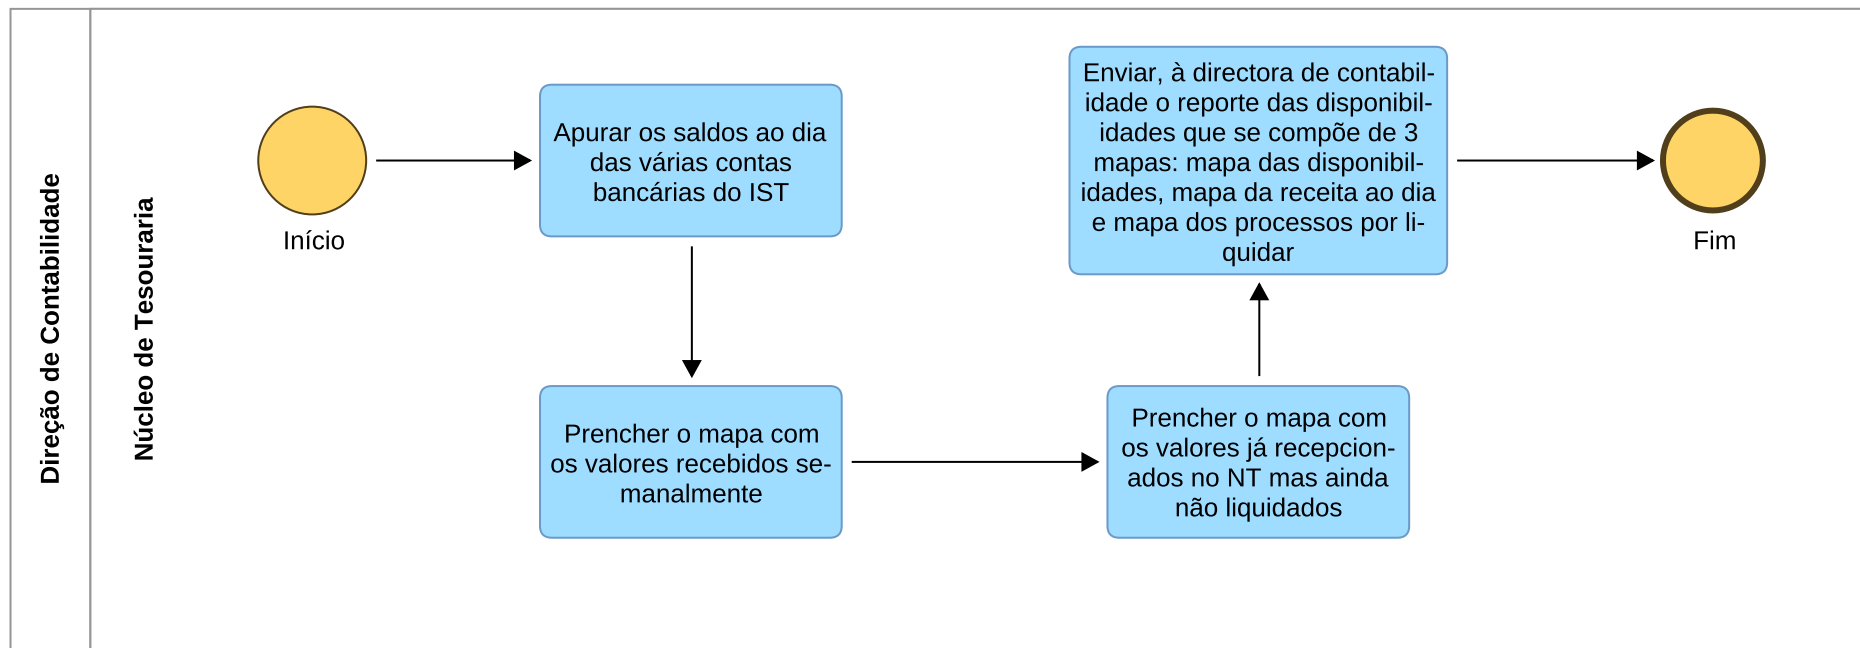 Direção de Contabilidade
Núcleo de Tesouraria
Início
Apurar os saldos ao dia
das várias contas
bancárias do IST
Prencher o mapa com
os valores recebidos se-
manalmente
Prencher o mapa com
os valores já recepcion-
ados no NT mas ainda
não liquidados
Enviar, à directora de contabil-
idade o reporte das disponibil-
idades que se compõe de 3
mapas: mapa das disponibil-
idades, mapa da receita ao dia
e mapa dos processos por li-
quidar
Fim